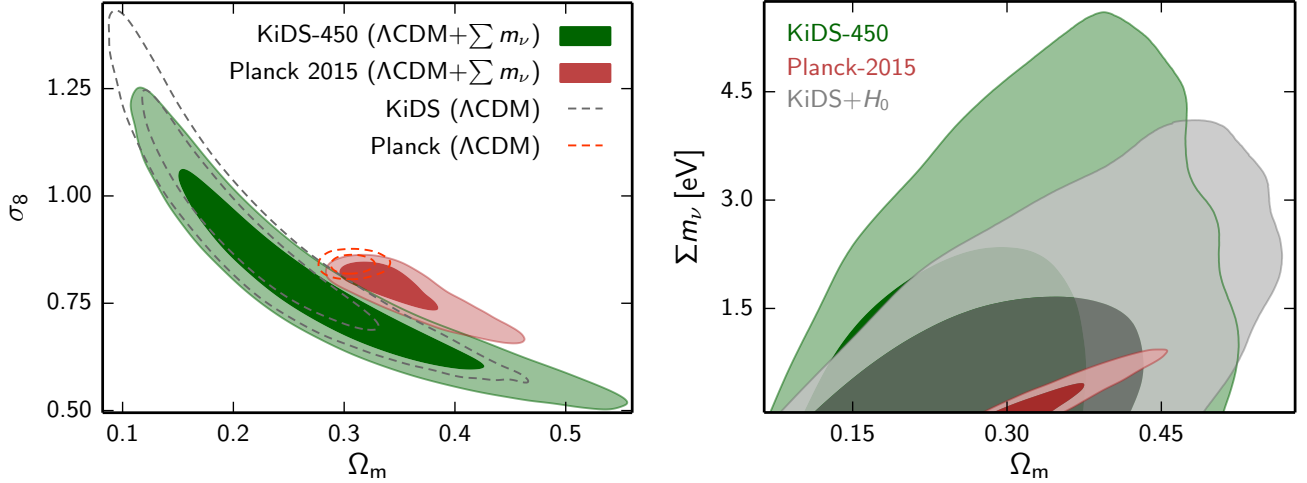 KiDS-450 (ΛCDM+∑ mν)
Planck 2015 (ΛCDM+∑ mν)
KiDS (ΛCDM)
Planck (ΛCDM)
1.25
1.00
0.75
0.50
σ8
0.1 0.2 0.3 0.4 0.5
Ωm
KiDS-450
Planck-2015
KiDS+H0
4.5
3.0
1.5
Σmν [eV]
0.15 0.30 0.45
Ωm